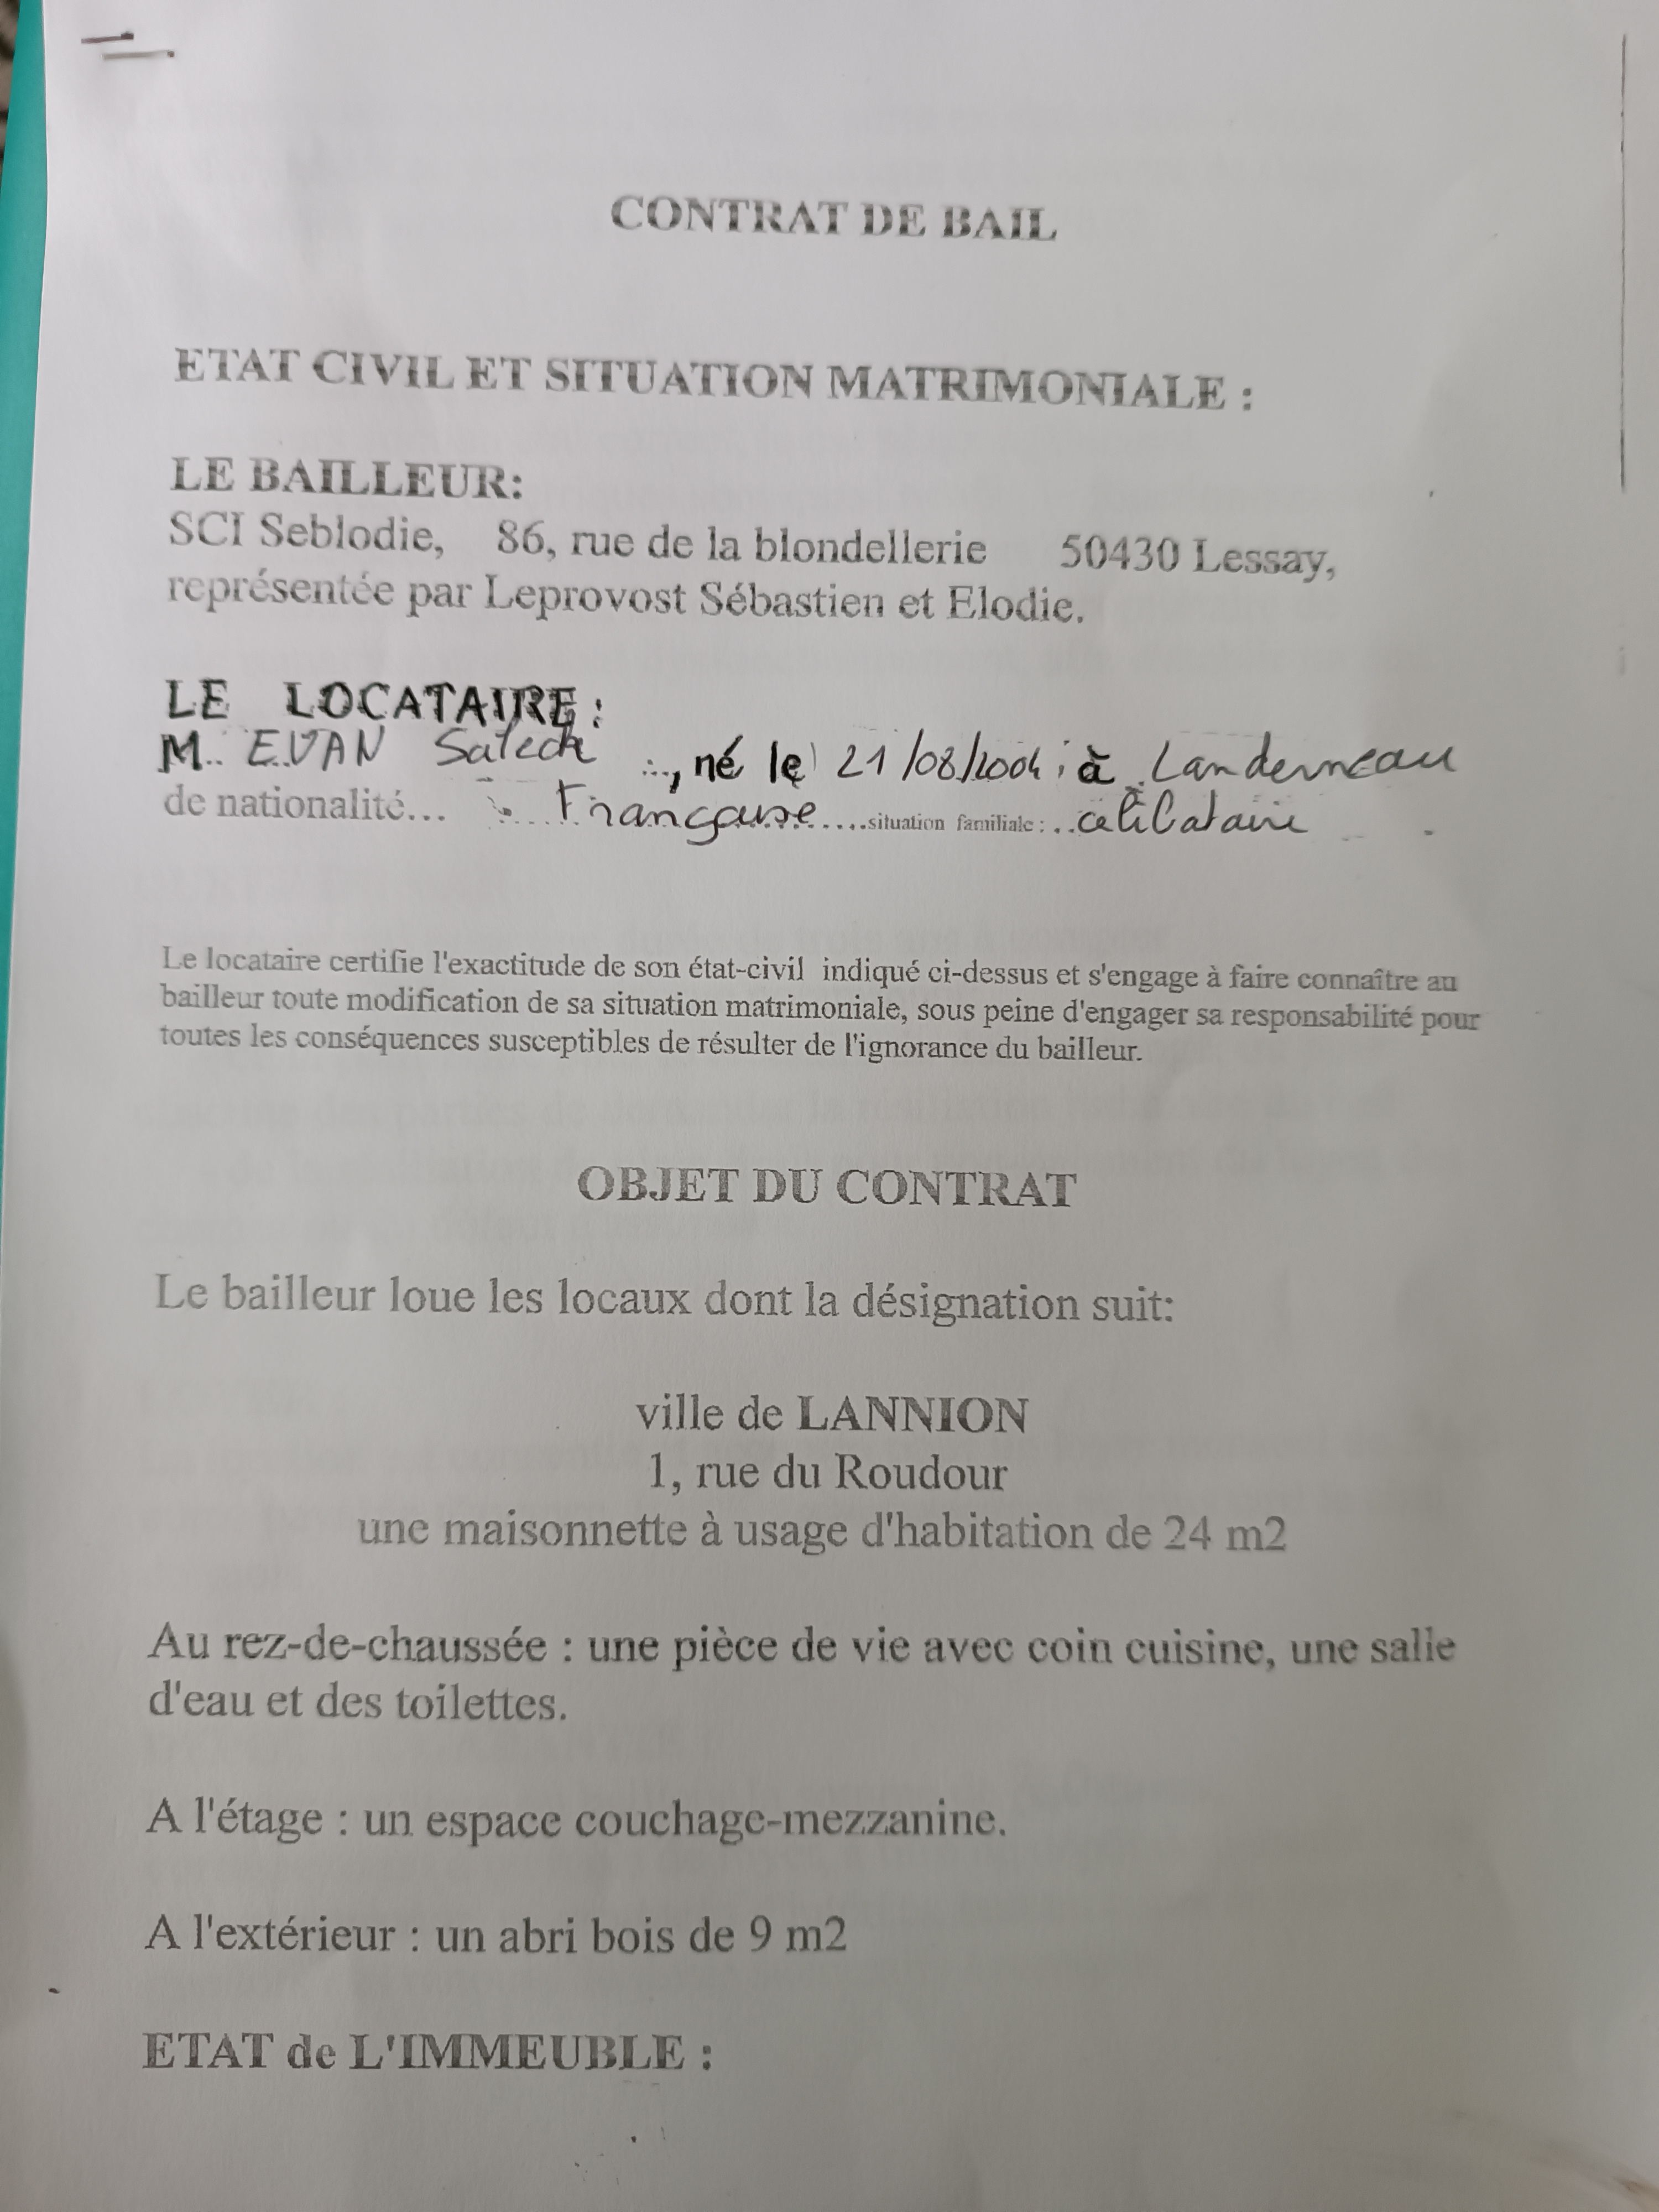 CONTRAT DE BAIL
ETAT CIVIL ET SITUATION MATRIMONIALE :
LE BAILLEUR:
SCI Seblodie, 86, rue de la blondellerie 50430 Lessay,
représentée par Leprovost Sébastien et Elodie.
LE LOCATAIRE :
M. EVAN , né le 21/08/2004 à Landerneau
de nationalité... Française ....situation familiale : ..célibataire
Le locataire certifie l'exactitude de son état-civil indiqué ci-dessus et s'engage à faire connaître au
bailleur toute modification de sa situation matrimoniale, sous peine d'engager sa responsabilité pour
toutes les conséquences susceptibles de résulter de l'ignorance du bailleur.
OBJET DU CONTRAT
Le bailleur loue les locaux dont la désignation suit:
ville de LANNION
1, rue du Roudour
une maisonnette à usage d'habitation de 24 m2
Au rez-de-chaussée : une pièce de vie avec coin cuisine, une salle
d'eau et des toilettes.
A l'étage : un espace couchage-mezzanine.
A l'extérieur : un abri bois de 9 m2
ETAT de L'IMMEUBLE :